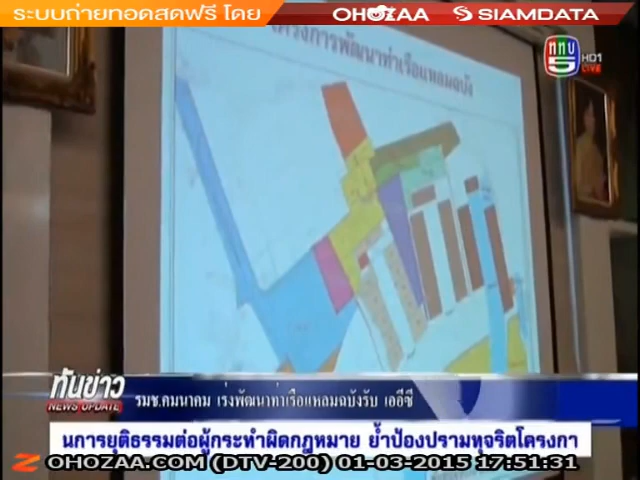 ระบบถ่ายทอดสดฟรี โดย OHOZAA SIAMDATA
โครงการพัฒนาท่าเรือแหลมฉบัง
ททบ 5 HD1
LIVE
ทันข่าว
NEWS UPDATE
รมช.คมนาคม เร่งพัฒนาท่าเรือแหลมฉบังรับ เออีซี
นการยุติธรรมต่อผู้กระทำผิดกฎหมาย ย้ำป้องปรามทุจริตโครงกา
OHOZAA.COM (DTV-200) 01-03-2015 17:51:31